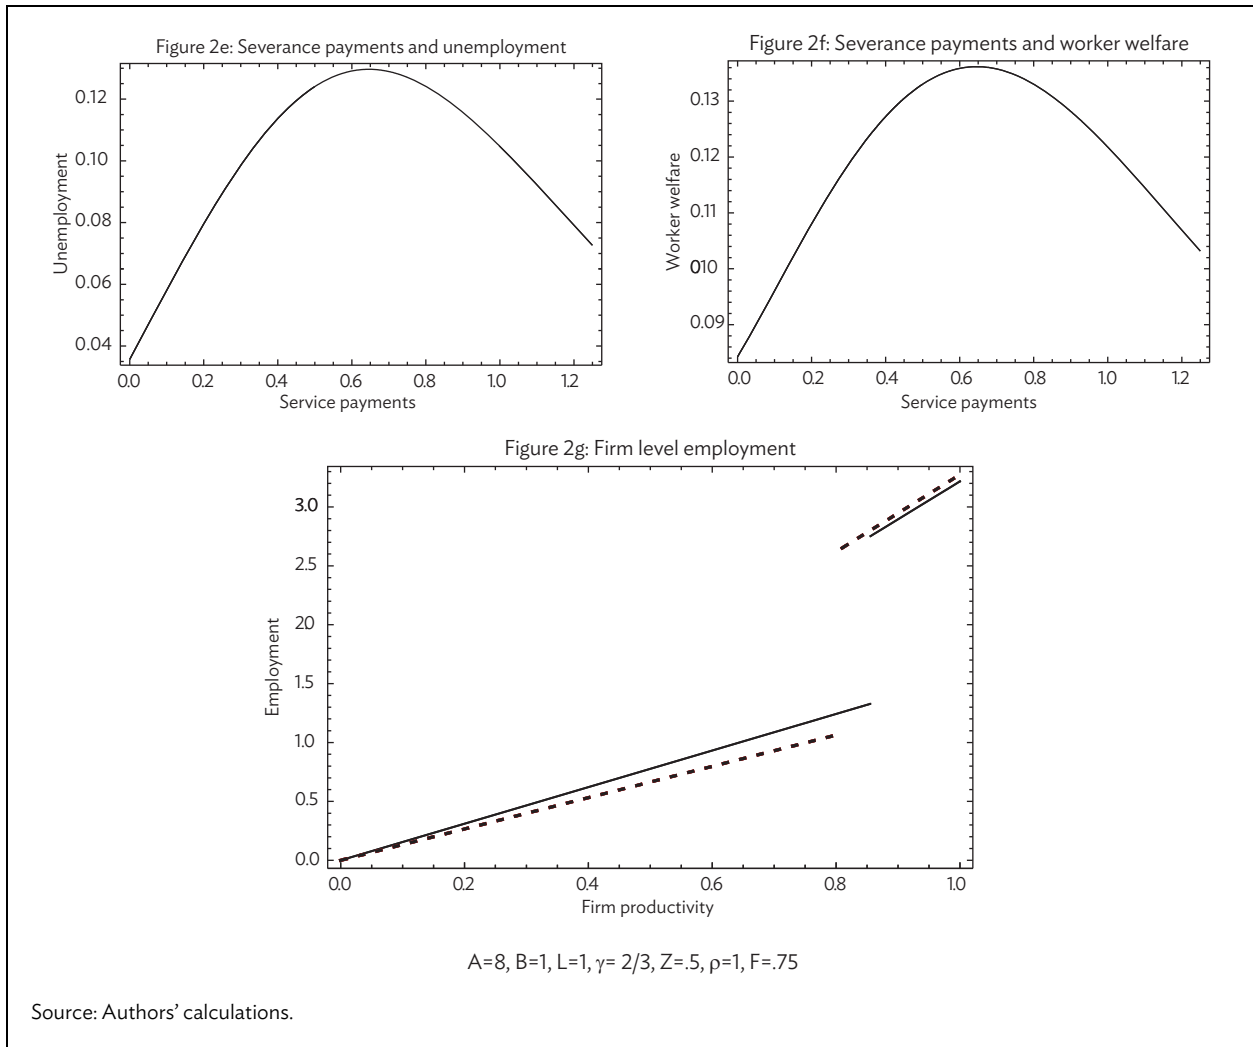 Figure 2e: Severance payments and unemployment
Unemployment
0.12
0.10
0.08
0.06
0.04
0.0 0.2 0.4 0.6 0.8 1.0 1.2
Service payments
Figure 2f: Severance payments and worker welfare
Worker welfare
0.13
0.12
0.11
010
0.09
0.0 0.2 0.4 0.6 0.8 1.0 1.2
Service payments
Figure 2g: Firm level employment
Employment
3.0
2.5
20
1.5
1.0
0.5
0.0
0.0 0.2 0.4 0.6 0.8 1.0
Firm productivity
A=8, B=1, L=1, γ= 2/3, Z=.5, ρ=1, F=.75
Source: Authors’ calculations.